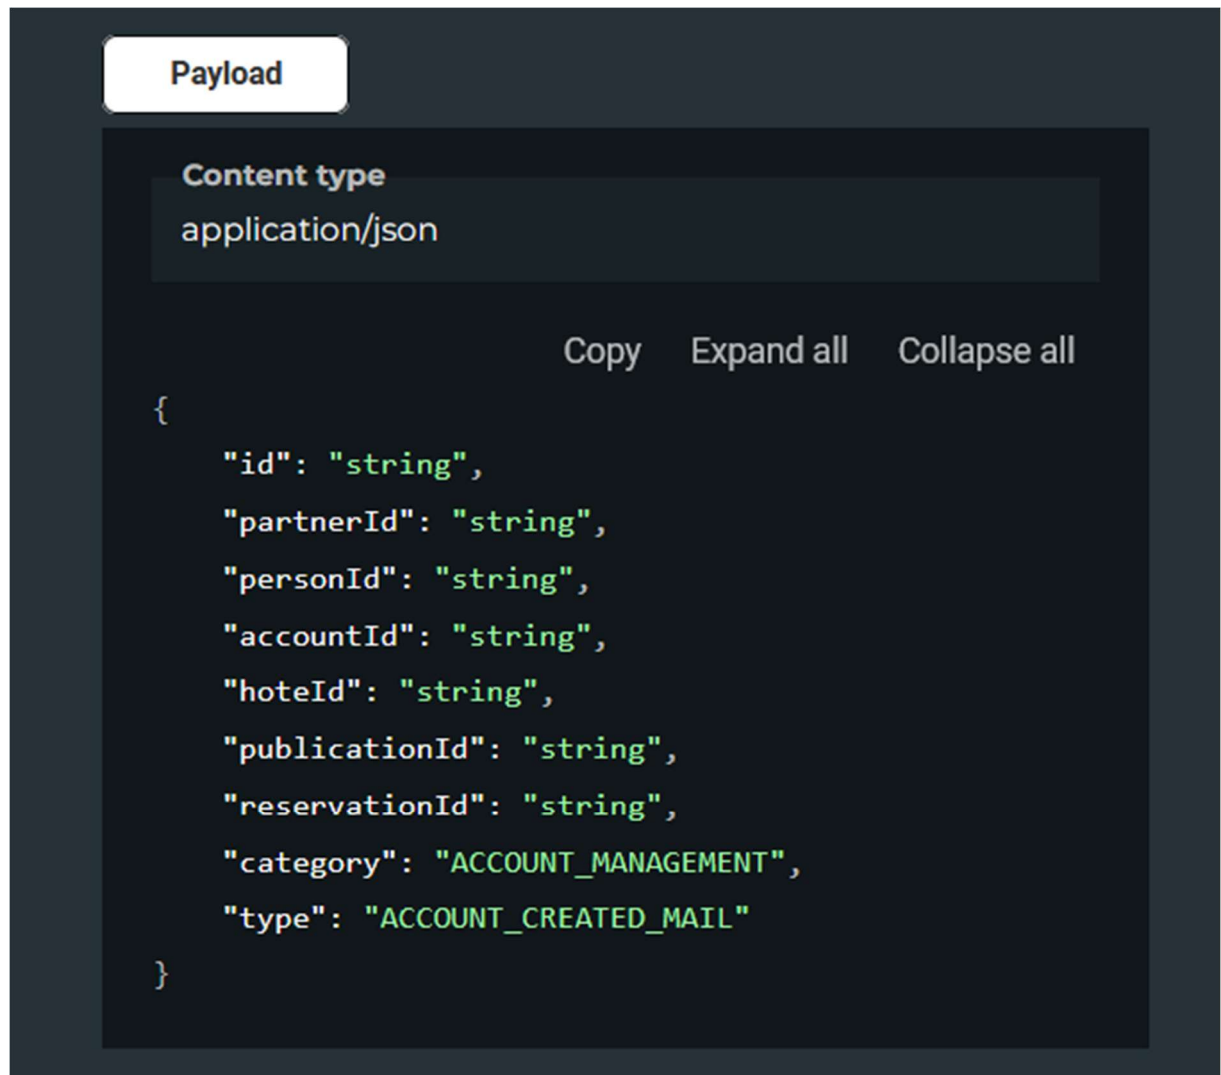 Payload
Content type
application/json
Copy Expand all Collapse all
{
"id": "string",
"partnerId": "string",
"personId": "string",
"accountId": "string",
"hoteId": "string",
"publicationId": "string",
"reservationId": "string",
"category": "ACCOUNT_MANAGEMENT",
"type": "ACCOUNT_CREATED_MAIL"
}